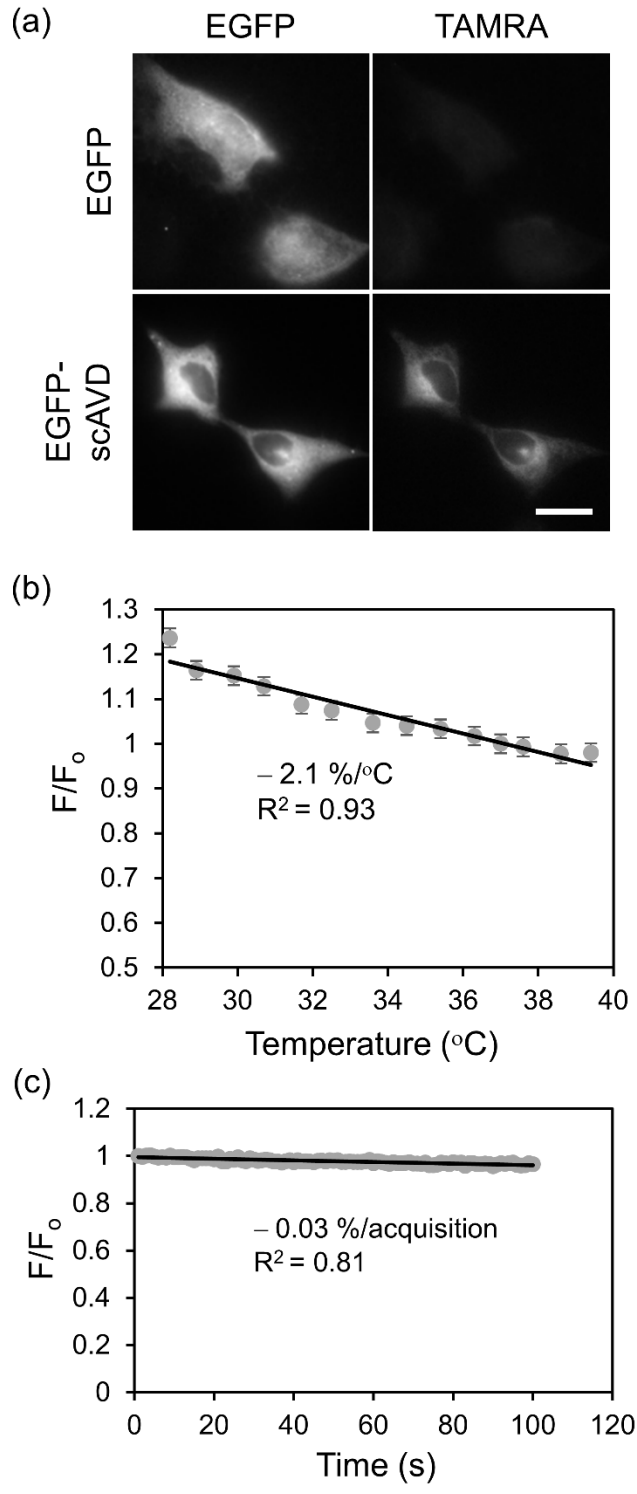 (a)
EGFP TAMRA
EGFP
EGFP-
scAVD
(b)
1.3
1.2
1.1
1
0.9
0.8
0.7
0.6
0.5
F/Fo
– 2.1 %/oC
R2 = 0.93
28 30 32 34 36 38 40
Temperature (oC)
(c)
1.2
1
0.8
0.6
0.4
0.2
0
F/Fo
– 0.03 %/acquisition
R2 = 0.81
0 20 40 60 80 100 120
Time (s)